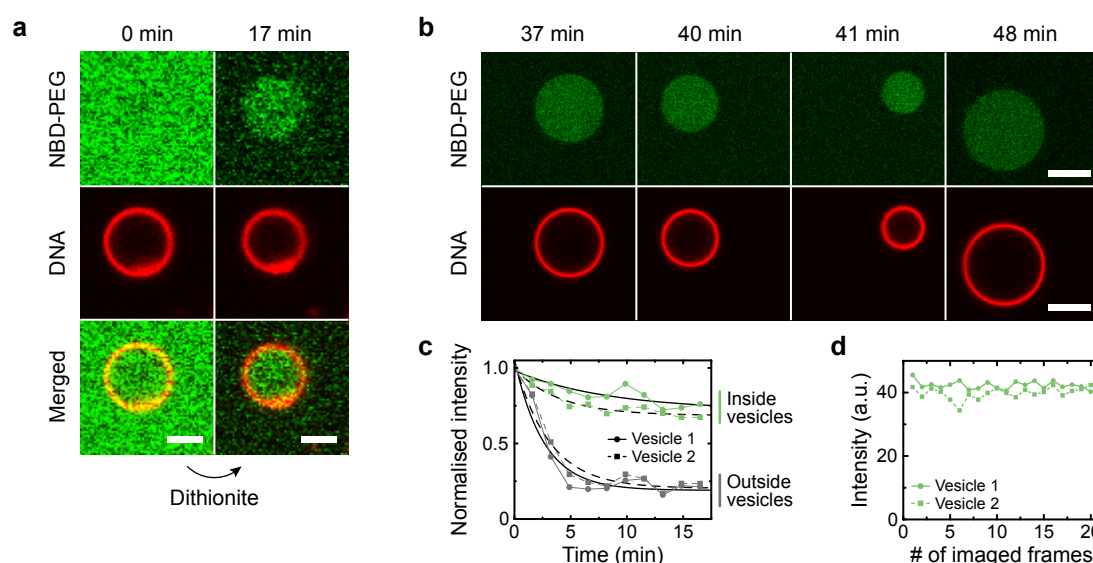 a
0 min 17 min
NBD-PEG
DNA
Merged
Dithionite
b
37 min 40 min 41 min 48 min
NBD-PEG
DNA
c
Normalised intensity
1.0
0.5
0
0 5 10 15
Time (min)
Vesicle 1
Vesicle 2
Inside
vesicles
Outside
vesicles
d
Intensity (a.u.)
40
20
0
0 5 10 15 20
# of imaged frames
Vesicle 1
Vesicle 2